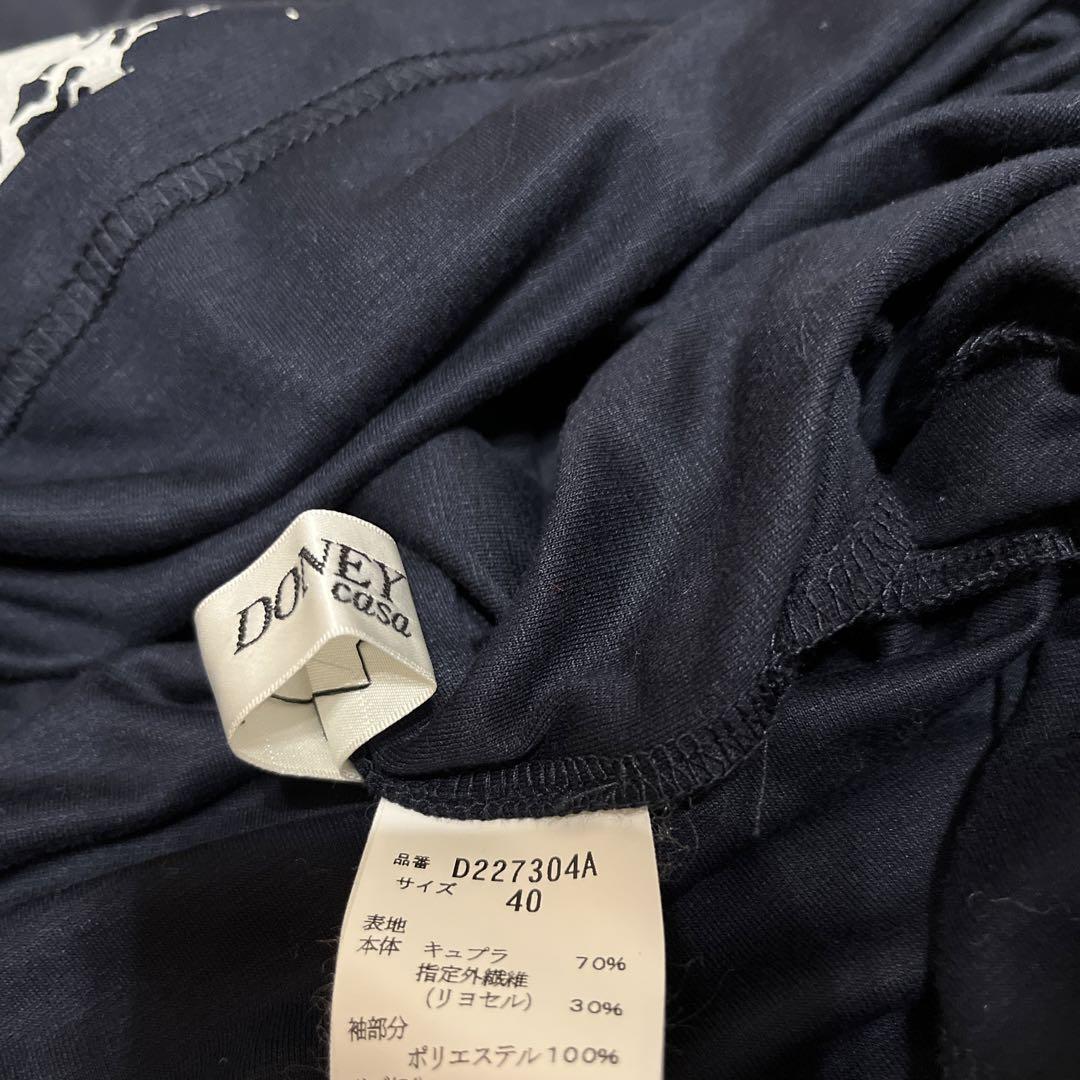 DONEY
casa
品番 D227304A
サイズ 40
表地
本体 キュプラ 70%
指定外繊維
(リヨセル) 30%
袖部分
ポリエステル100%